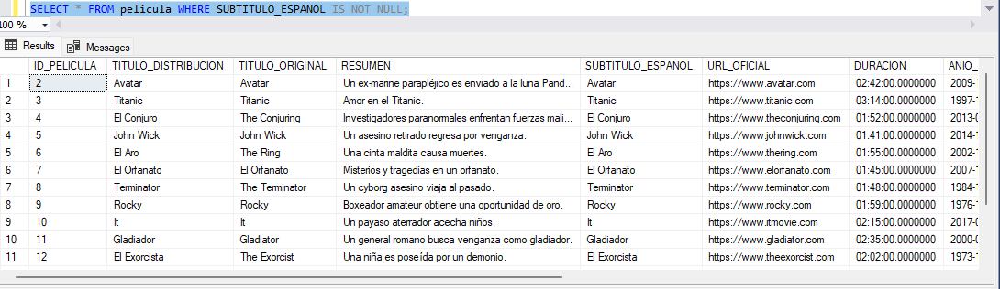 SELECT * FROM pelicula WHERE SUBTITULO_ESPANOL IS NOT NULL;
100 %
Results Messages
ID_PELICULA TITULO_DISTRIBUCION TITULO_ORIGINAL RESUMEN SUBTITULO_ESPANOL URL_OFICIAL DURACION ANIO_
1 2 Avatar Avatar Un ex-marine parapléjico es enviado a la luna Pand... Avatar https://www.avatar.com 02:42:00.0000000 2009-1
2 3 Titanic Titanic Amor en el Titanic. Titanic https://www.titanic.com 03:14:00.0000000 1997-1
3 4 El Conjuro The Conjuring Investigadores paranormales enfrentan fuerzas mali... El Conjuro https://www.theconjuring.com 01:52:00.0000000 2013-0
4 5 John Wick John Wick Un asesino retirado regresa por venganza. John Wick https://www.johnwick.com 01:41:00.0000000 2014-1
5 6 El Aro The Ring Una cinta maldita causa muertes. El Aro https://www.thering.com 01:55:00.0000000 2002-1
6 7 El Orfanato El Orfanato Misterios y tragedias en un orfanato. El Orfanato https://www.elorfanato.com 01:45:00.0000000 2007-1
7 8 Terminator The Terminator Un cyborg asesino viaja al pasado. Terminator https://www.terminator.com 01:48:00.0000000 1984-1
8 9 Rocky Rocky Boxeador amateur obtiene una oportunidad de oro. Rocky https://www.rocky.com 01:59:00.0000000 1976-1
9 10 It It Un payaso aterrador acecha niños. It https://www.itmovie.com 02:15:00.0000000 2017-0
10 11 Gladiador Gladiator Un general romano busca venganza como gladiador. Gladiador https://www.gladiator.com 02:35:00.0000000 2000-0
11 12 El Exorcista The Exorcist Una niña es poseída por un demonio. El Exorcista https://www.theexorcist.com 02:02:00.0000000 1973-1